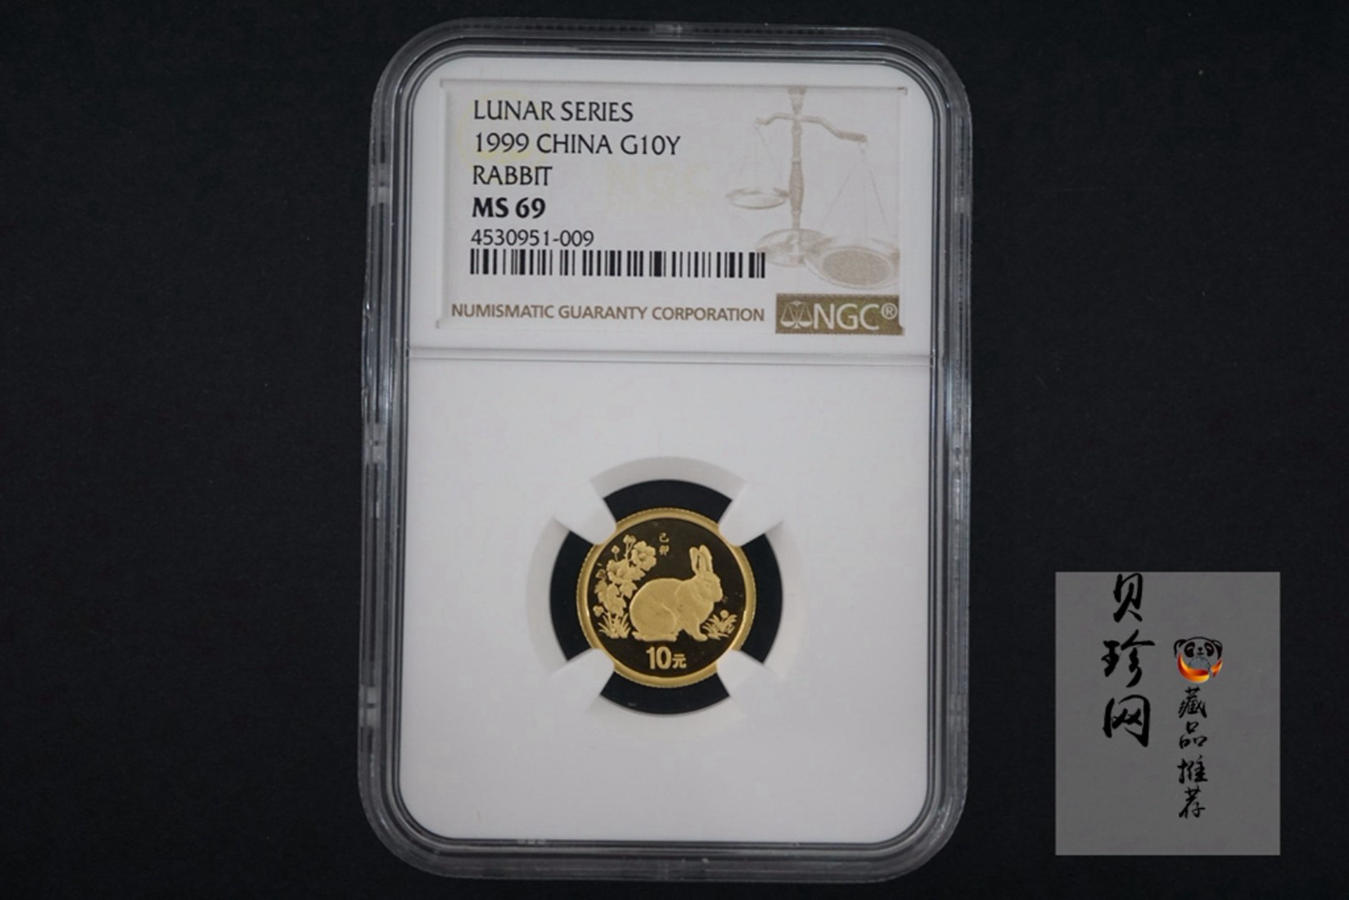 LUNAR SERIES
1999 CHINA G10Y
RABBIT
MS 69
4530951-009
NUMISMATIC GUARANTY CORPORATION
NGC®
NGC
己卯
10元
贝珍网
藏品推荐